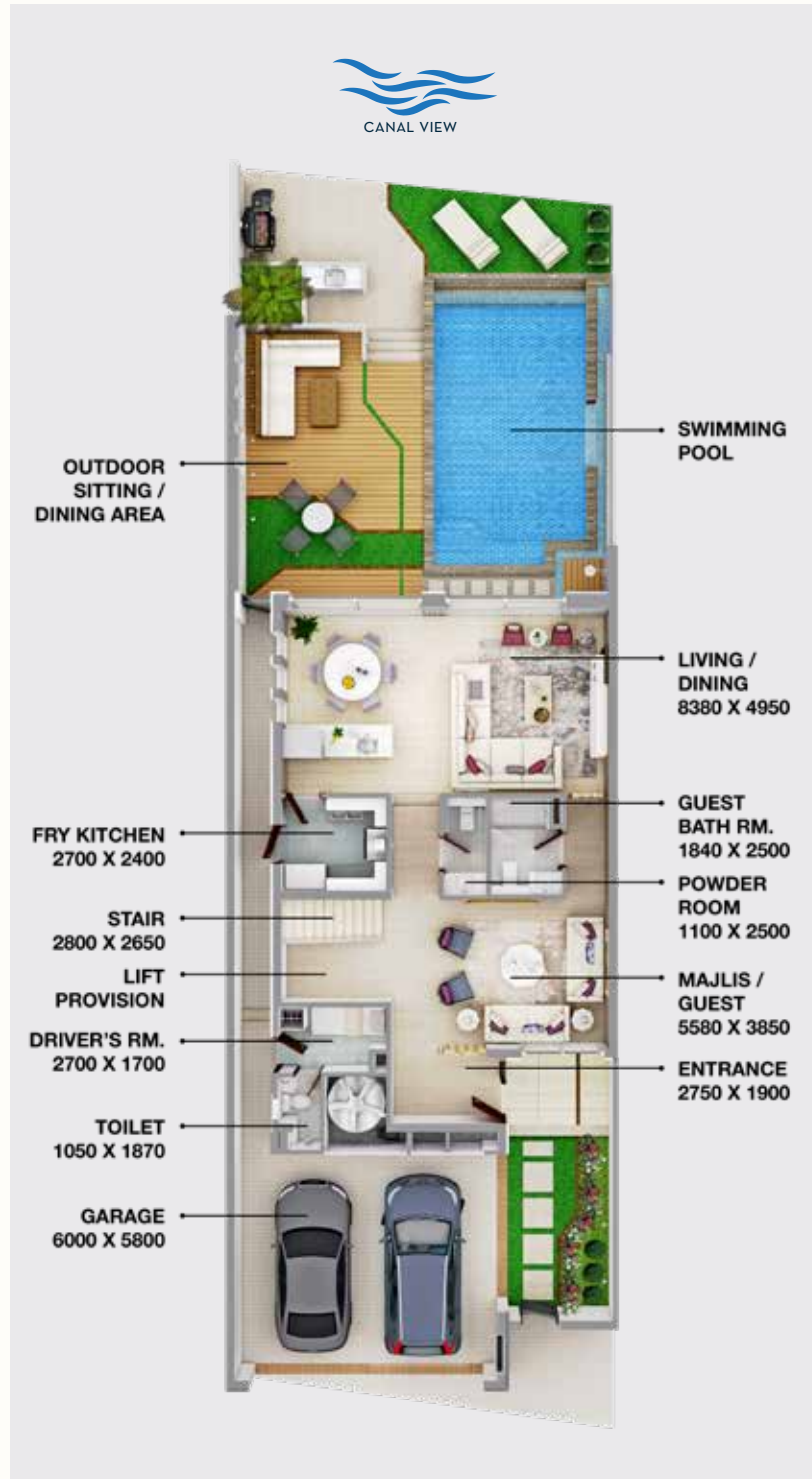 CANAL VIEW
OUTDOOR
SITTING /
DINING AREA
FRY KITCHEN
2700 X 2400
STAIR
2800 X 2650
LIFT
PROVISION
DRIVER'S RM.
2700 X 1700
TOILET
1050 X 1870
GARAGE
6000 X 5800
SWIMMING
POOL
LIVING /
DINING
8380 X 4950
GUEST
BATH RM.
1840 X 2500
POWDER
ROOM
1100 X 2500
MAJLIS /
GUEST
5580 X 3850
ENTRANCE
2750 X 1900